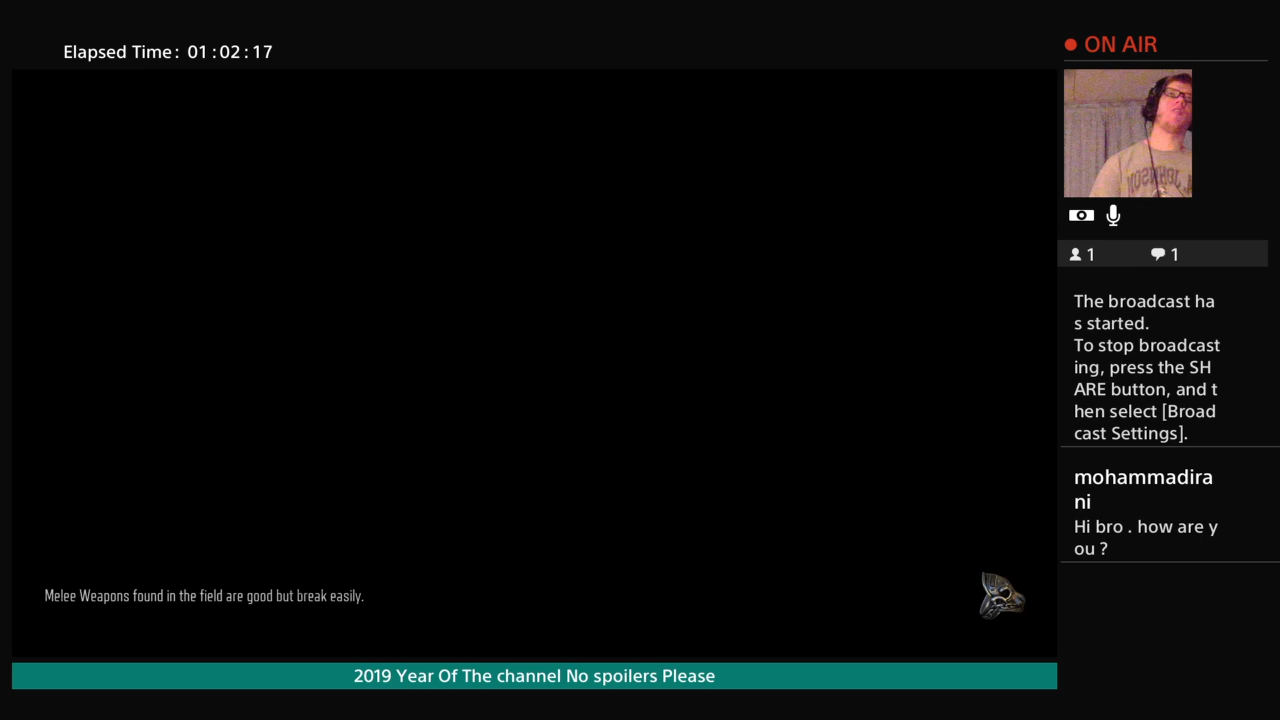 Elapsed Time: 01:02:17
ON AIR
1 1
The broadcast ha
s started.
To stop broadcast
ing, press the SH
ARE button, and t
hen select [Broad
cast Settings].
mohammadira
ni
Hi bro . how are y
ou ?
Melee Weapons found in the field are good but break easily.
2019 Year Of The channel No spoilers Please